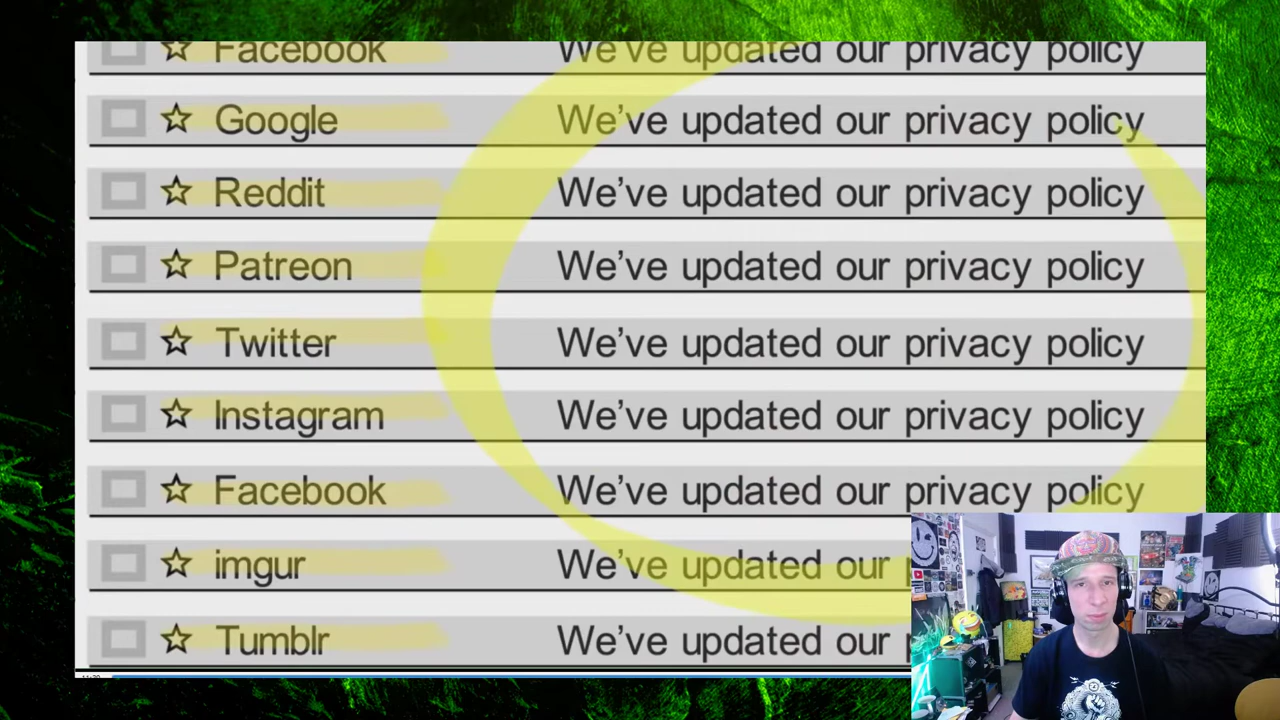 Facebook We've updated our privacy policy
Google We've updated our privacy policy
Reddit We've updated our privacy policy
Patreon We've updated our privacy policy
Twitter We've updated our privacy policy
Instagram We've updated our privacy policy
Facebook We've updated our privacy policy
imgur We've updated our
Tumblr We've updated our